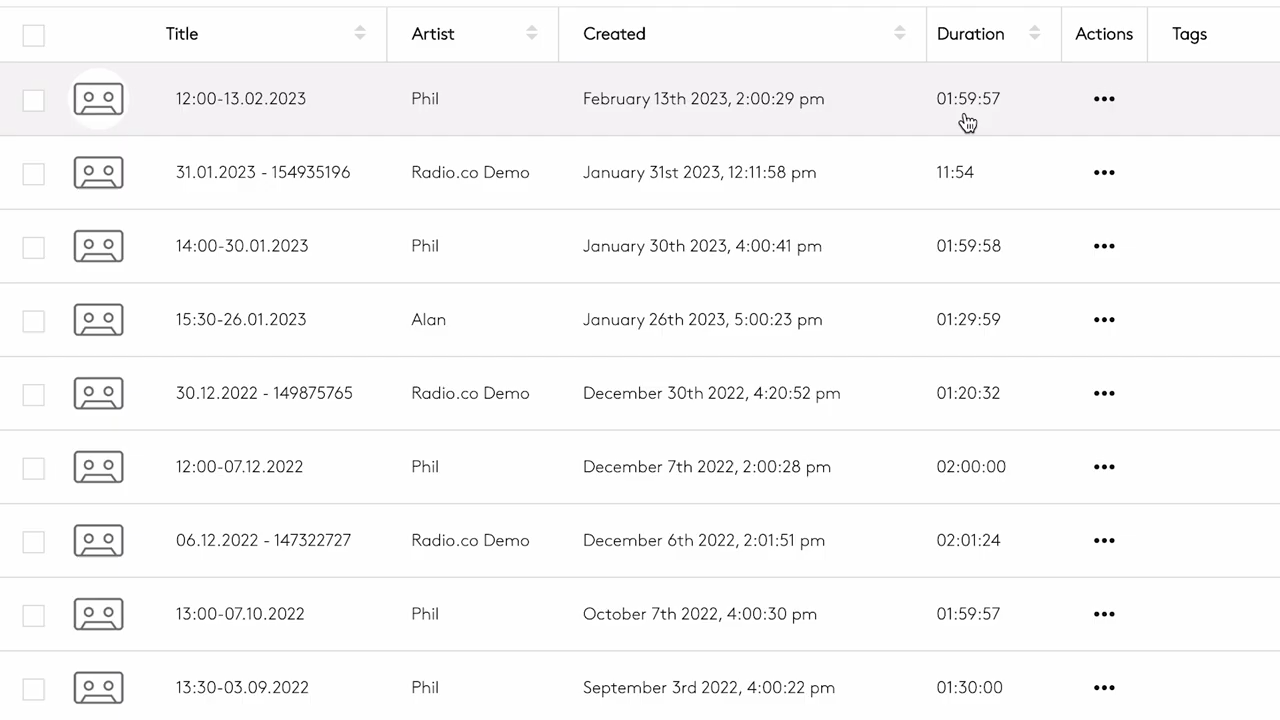 Title Artist Created Duration Actions Tags
12:00-13.02.2023 Phil February 13th 2023, 2:00:29 pm 01:59:57 •••
31.01.2023 - 154935196 Radio.co Demo January 31st 2023, 12:11:58 pm 11:54 •••
14:00-30.01.2023 Phil January 30th 2023, 4:00:41 pm 01:59:58 •••
15:30-26.01.2023 Alan January 26th 2023, 5:00:23 pm 01:29:59 •••
30.12.2022 - 149875765 Radio.co Demo December 30th 2022, 4:20:52 pm 01:20:32 •••
12:00-07.12.2022 Phil December 7th 2022, 2:00:28 pm 02:00:00 •••
06.12.2022 - 147322727 Radio.co Demo December 6th 2022, 2:01:51 pm 02:01:24 •••
13:00-07.10.2022 Phil October 7th 2022, 4:00:30 pm 01:59:57 •••
13:30-03.09.2022 Phil September 3rd 2022, 4:00:22 pm 01:30:00 •••